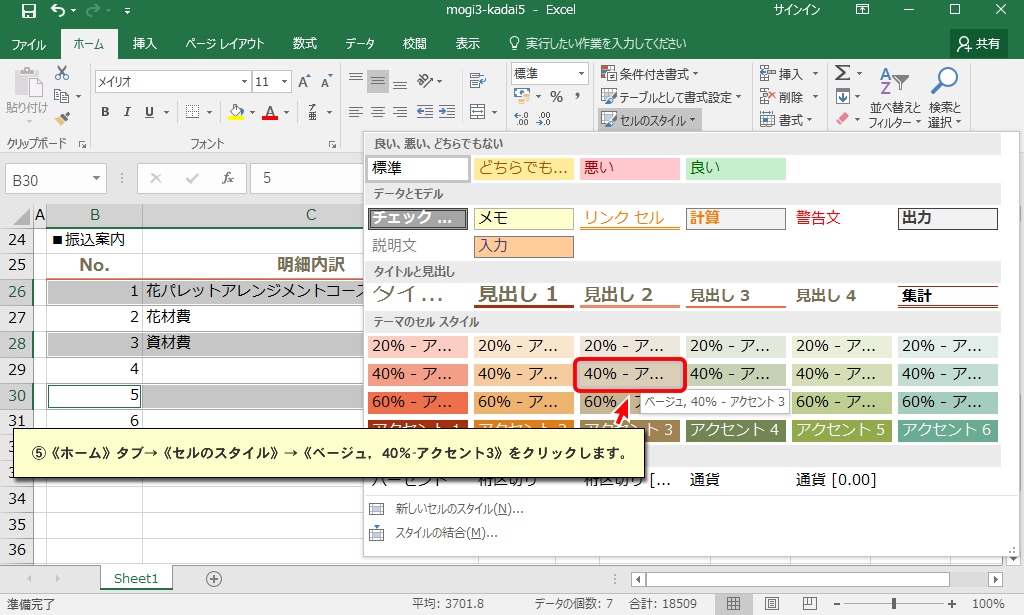 mogi3-kadai5 - Excel
サインイン
ファイル ホーム 挿入 ページ レイアウト 数式 データ 校閲 表示 実行したい作業を入力してください 共有
貼り付け
クリップボード
メイリオ 11
B I U
フォント
標準
条件付き書式
テーブルとして書式設定
セルのスタイル
挿入
削除
書式
並べ替えと
フィルター
検索と
選択
B30 5
良い、悪い、どちらでもない
標準 どちらでも... 悪い 良い
データとモデル
チェック ... メモ リンク セル 計算 警告文 出力
説明文 入力
タイトルと見出し
タイ... 見出し 1 見出し 2 見出し 3 見出し 4 集計
テーマのセル スタイル
20% - ア... 20% - ア... 20% - ア... 20% - ア... 20% - ア... 20% - ア...
40% - ア... 40% - ア... 40% - ア... 40% - ア... 40% - ア... 40% - ア...
60% - ア... 60% - ア... 60% - ベージュ, 40% - アクセント 3 60% - ア... 60% - ア...
アクセント 1 アクセント 2 アクセント 3 アクセント 4 アクセント 5 アクセント 6
パーセント 桁区切り 桁区切り [... 通貨 通貨 [0.00]
新しいセルのスタイル(N)...
スタイルの結合(M)...
A B C
24 ■振込案内
25 No. 明細内訳
26 1 花パレットアレンジメントコース
27 2 花材費
28 3 資材費
29 4
30 5
31 6
⑤《ホーム》タブ→《セルのスタイル》→《ベージュ，40%-アクセント3》をクリックします。
34
35
36
Sheet1
準備完了 平均: 3701.8 データの個数: 7 合計: 18509 100%